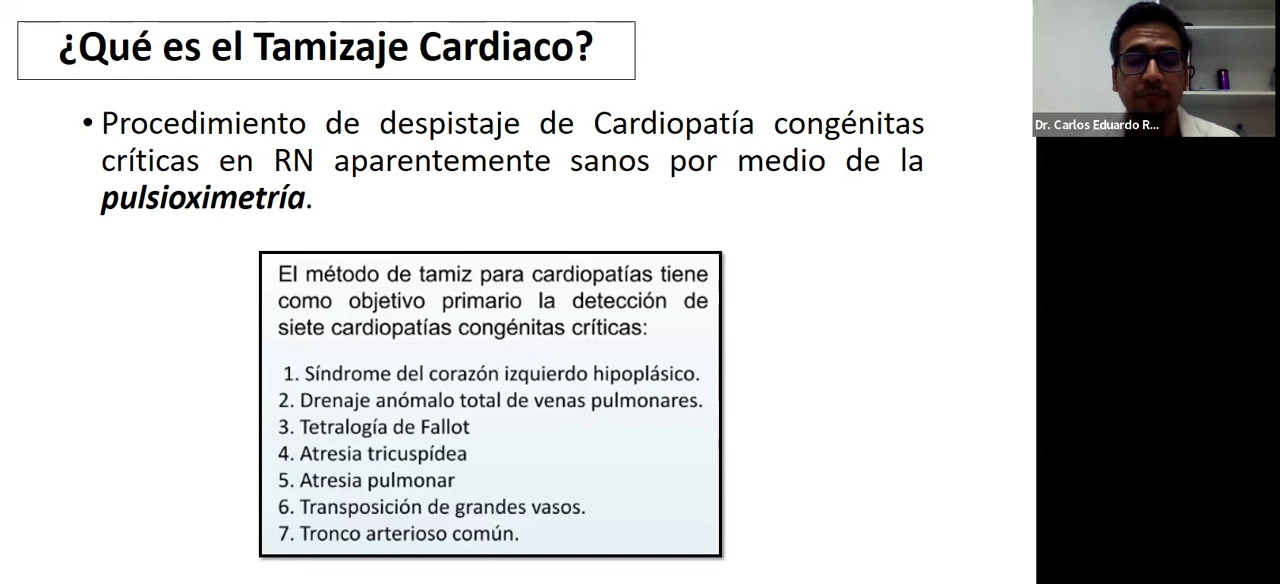 ¿Qué es el Tamizaje Cardiaco?
• Procedimiento de despistaje de Cardiopatía congénitas
críticas en RN aparentemente sanos por medio de la
pulsioximetría.
El método de tamiz para cardiopatías tiene
como objetivo primario la detección de
siete cardiopatías congénitas críticas:
1. Síndrome del corazón izquierdo hipoplásico.
2. Drenaje anómalo total de venas pulmonares.
3. Tetralogía de Fallot
4. Atresia tricuspídea
5. Atresia pulmonar
6. Transposición de grandes vasos.
7. Tronco arterioso común.
Dr. Carlos Eduardo R...